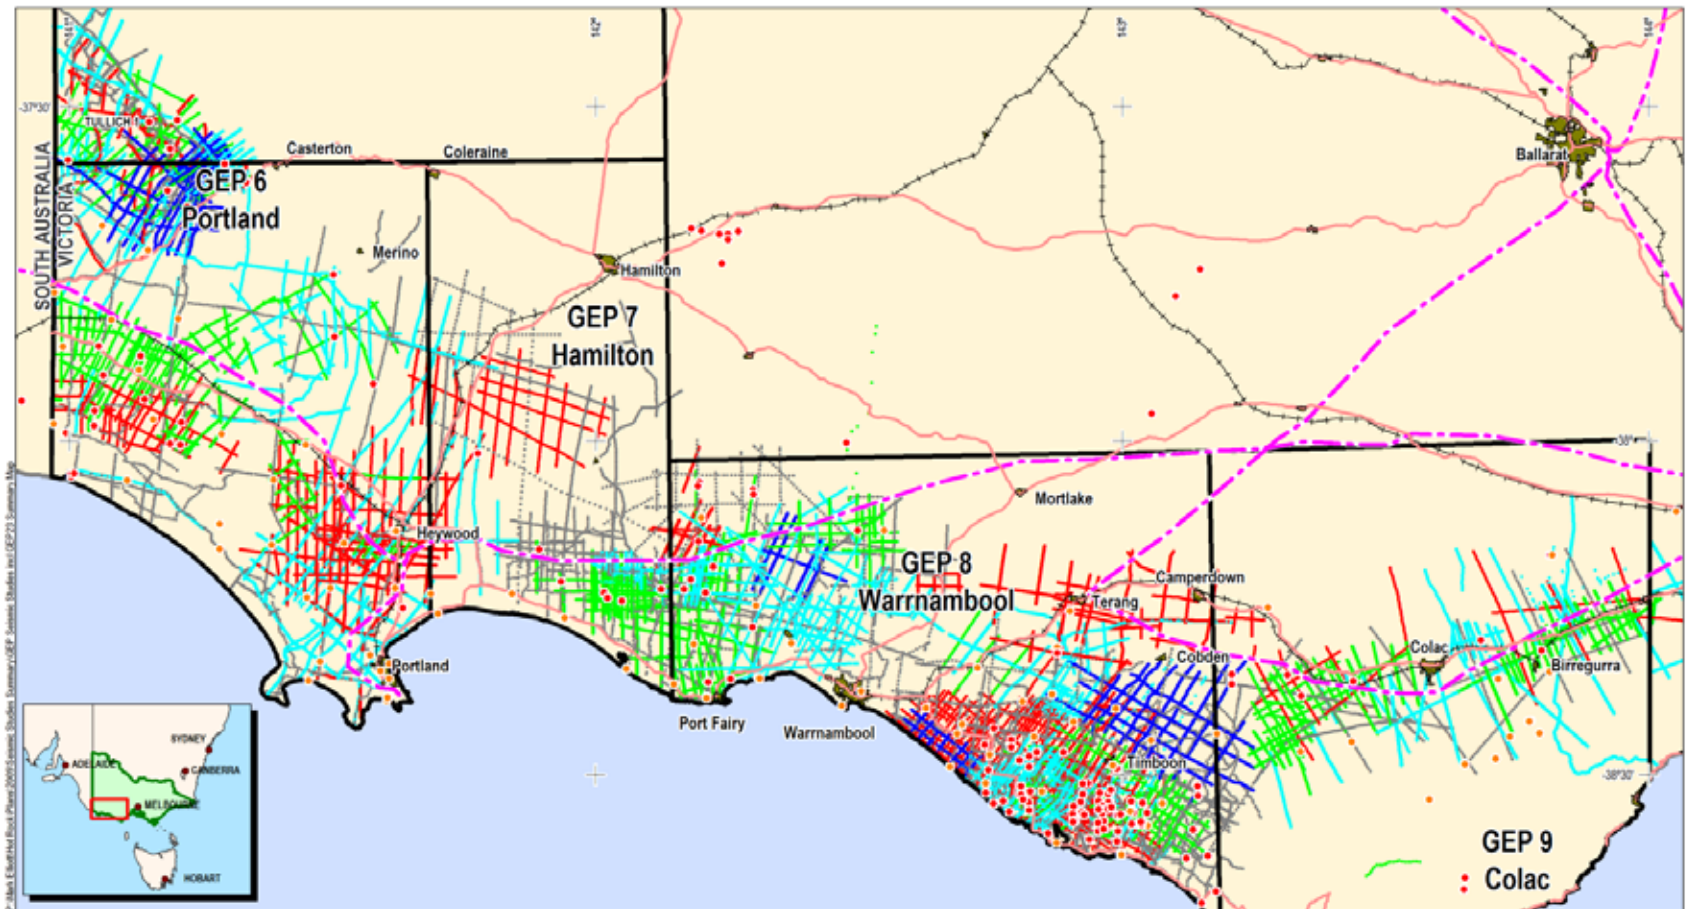 141°
142°
143°
144°
-37°30'
TULLICH 1
Casterton
Coleraine
Ballarat
SOUTH AUSTRALIA
VICTORIA
GEP 6
Portland
Merino
Hamilton
GEP 7
Hamilton
-38°
Mortlake
Heywood
GEP 8
Warrnambool
Camperdown
Terang
Colac
Cobden
Birregurra
Portland
Port Fairy
Warrnambool
Timboon
-38°30'
SYDNEY
ADELAIDE
CANBERRA
MELBOURNE
HOBART
GEP 9
Colac